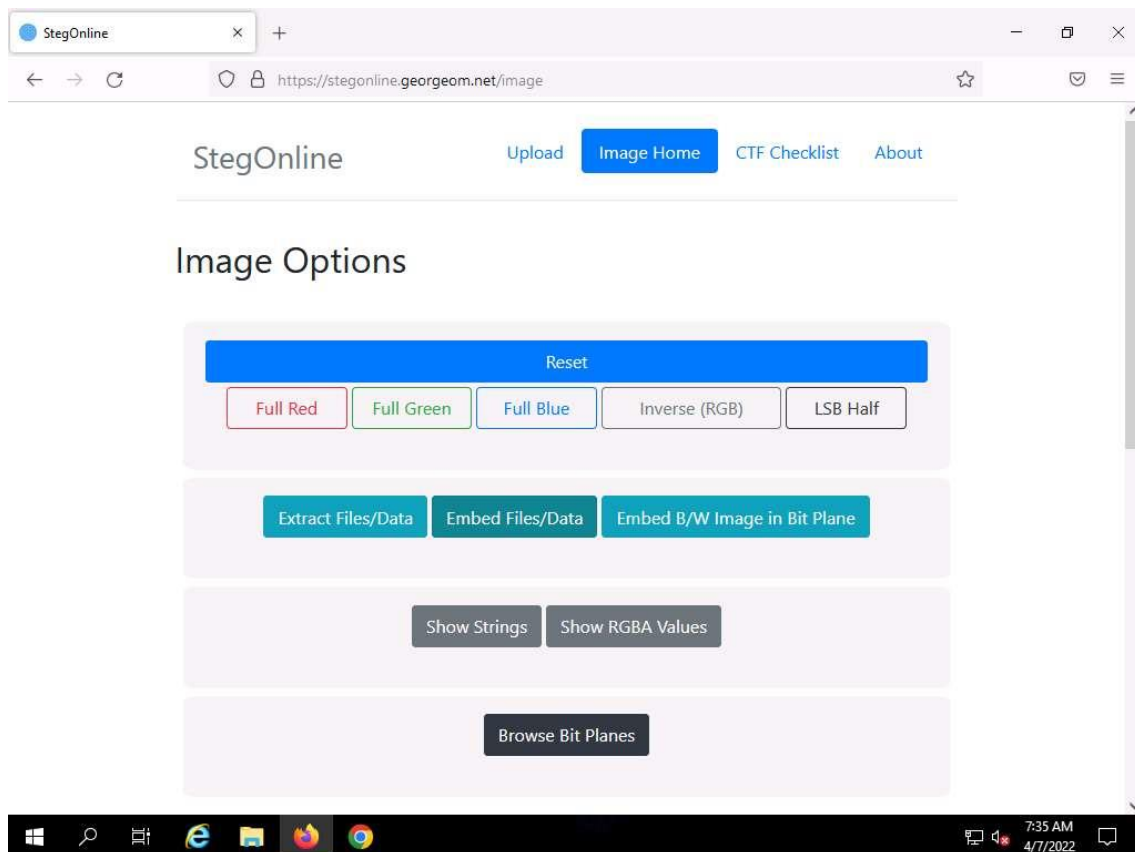 StegOnline
https://stegonline.georgeom.net/image
StegOnline Upload Image Home CTF Checklist About
Image Options
Reset
Full Red Full Green Full Blue Inverse (RGB) LSB Half
Extract Files/Data Embed Files/Data Embed B/W Image in Bit Plane
Show Strings Show RGBA Values
Browse Bit Planes
7:35 AM
4/7/2022